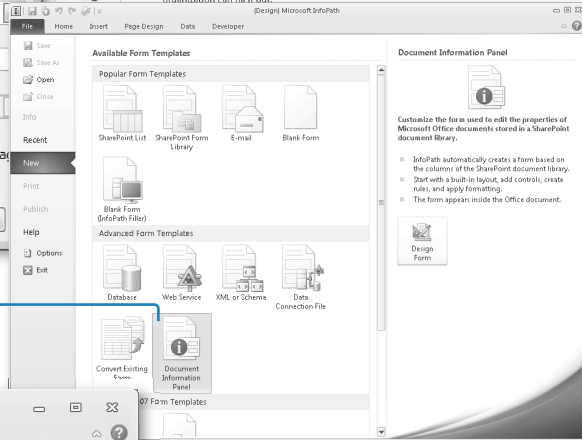 (Design) Microsoft InfoPath
File Home Insert Page Design Data Developer
Save
Save As
Open
Close
Info
Recent
New
Print
Publish
Help
Options
Exit
Available Form Templates
Popular Form Templates
SharePoint List
SharePoint Form
Library
E-mail
Blank Form
Blank Form
(InfoPath Filler)
Advanced Form Templates
Database
Web Service
XML or Schema
Data
Connection File
Convert Existing
Document
Information
Panel
07 Form Templates
Document Information Panel
Customize the form used to edit the properties of
Microsoft Office documents stored in a SharePoint
document library.
InfoPath automatically creates a form based on
the columns of the SharePoint document library.
Start with a built-in layout, add controls, create
rules, and apply formatting.
The form appears inside the Office document.
Design
Form